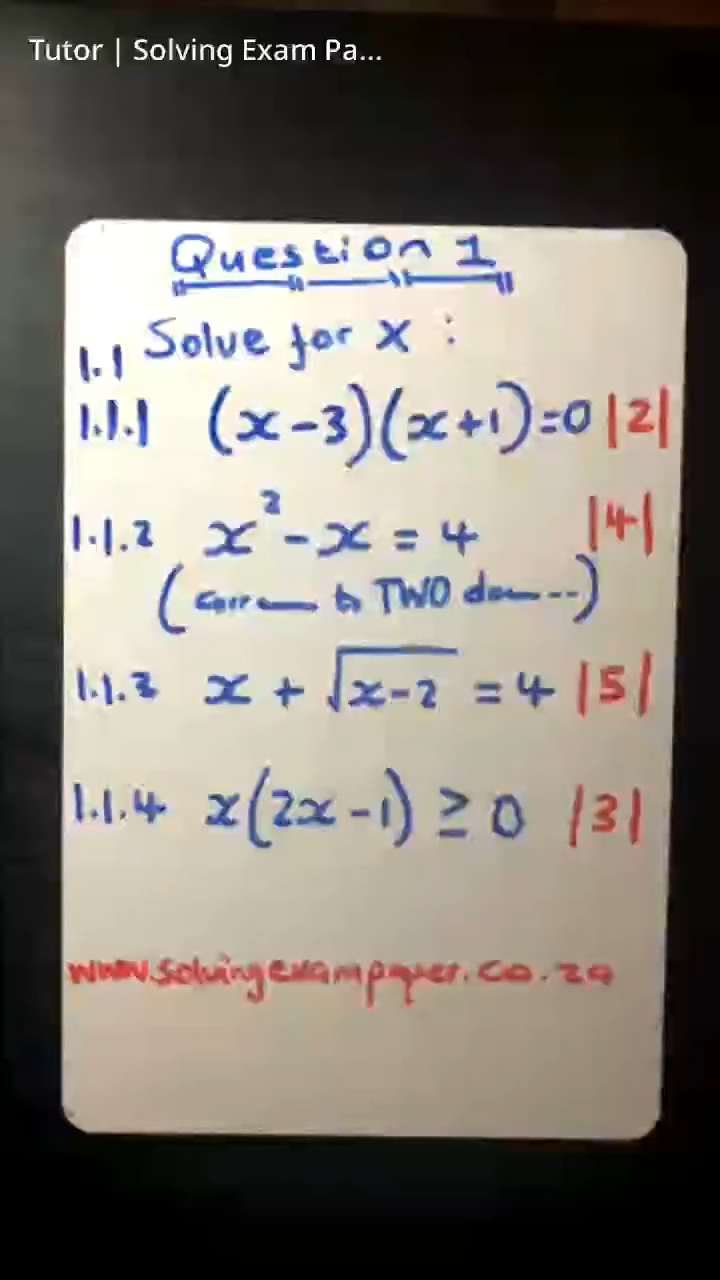 Tutor | Solving Exam Pa...
Question 1
1.1 Solve for x :
1.1.1 (x-3)(x+1)=0 |2|
1.1.2 x² - x = 4 |4|
( to TWO ---)
1.1.3 x + √x-2 = 4 |5|
1.1.4 x(2x-1) ≥ 0 |3|
www.solvingexampaper.co.za